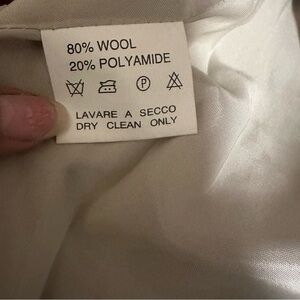 80% WOOL
20% POLYAMIDE
P
LAVARE A SECCO
DRY CLEAN ONLY